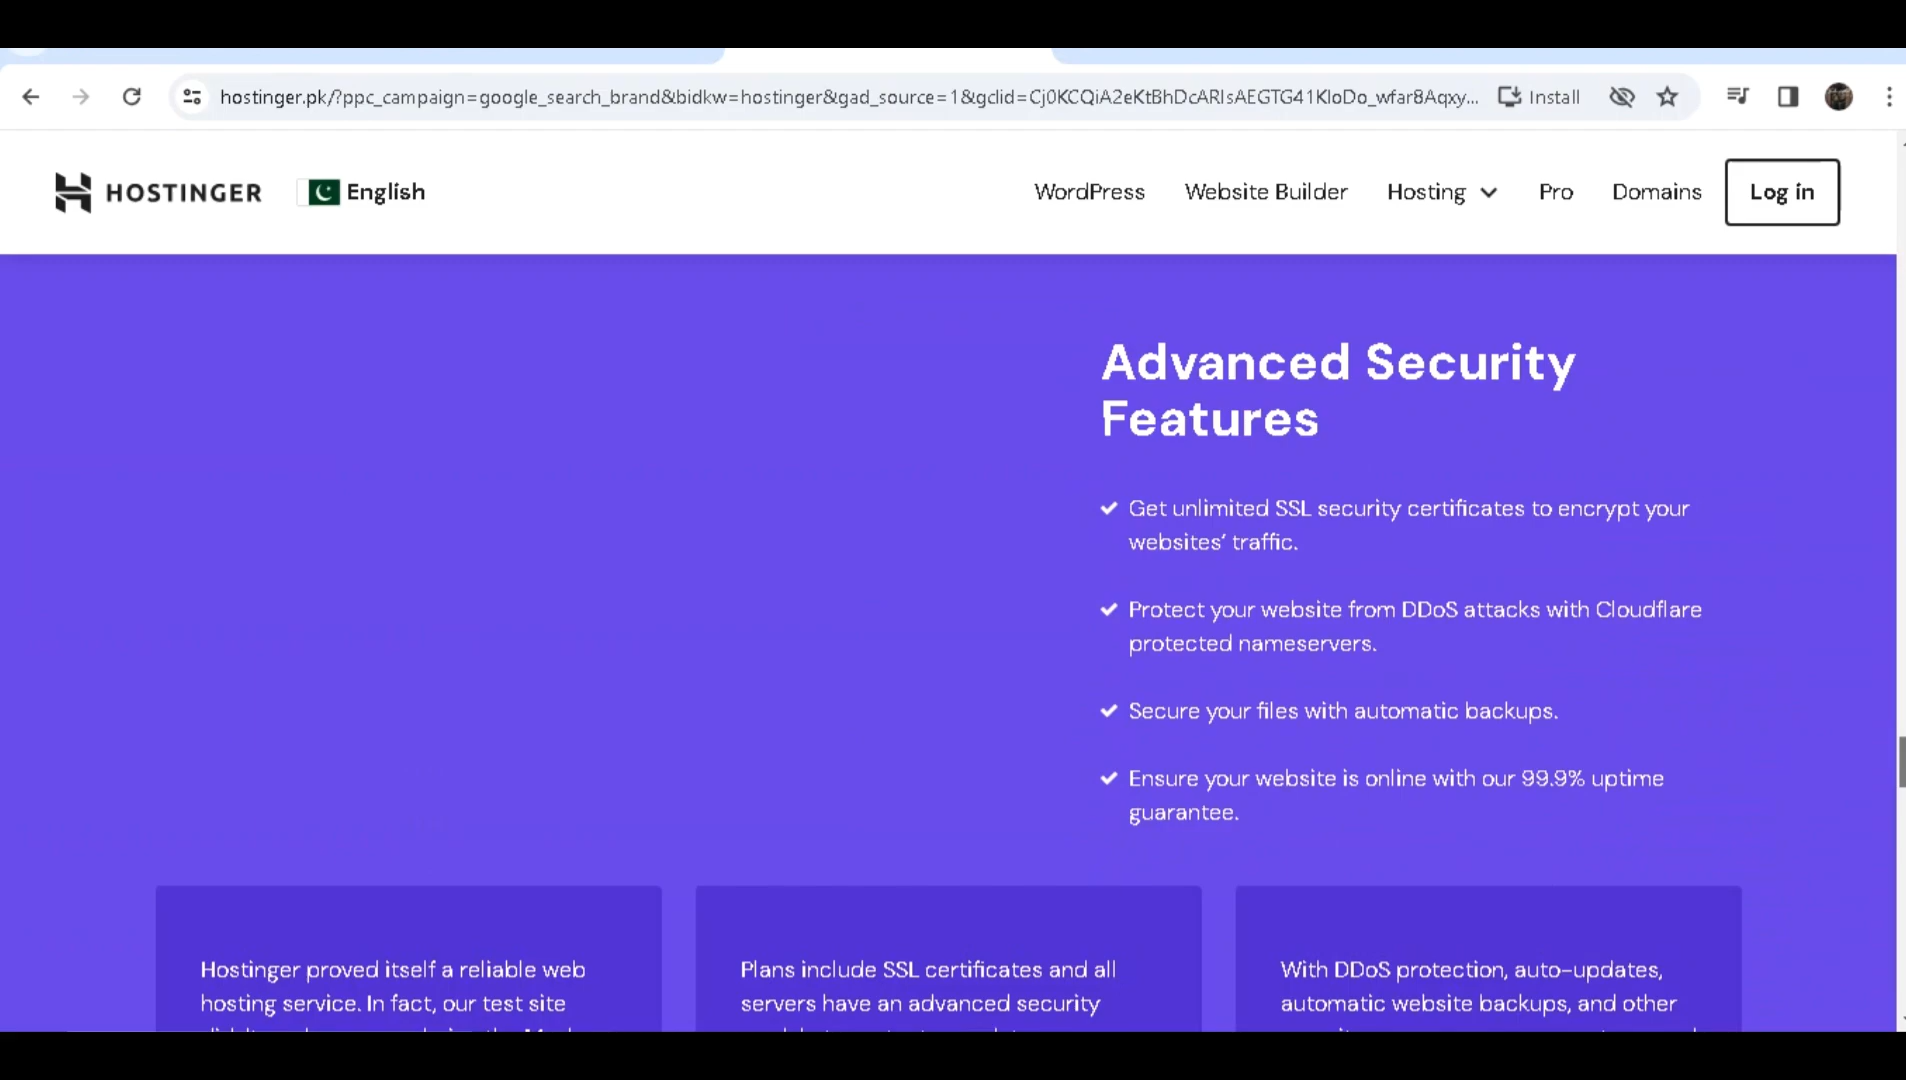 hostinger.pk/?ppc_campaign=google_search_brand&bidkw=hostinger&gad_source=1&gclid=Cj0KCQiA2eKtBhDcARIsAEGTG41KIoDo_wfar8Aqxy...
Install
HOSTINGER
English
WordPress
Website Builder
Hosting
Pro
Domains
Log in
Advanced Security
Features
Get unlimited SSL security certificates to encrypt your
websites’ traffic.
Protect your website from DDoS attacks with Cloudflare
protected nameservers.
Secure your files with automatic backups.
Ensure your website is online with our 99.9% uptime
guarantee.
Hostinger proved itself a reliable web
hosting service. In fact, our test site
Plans include SSL certificates and all
servers have an advanced security
With DDoS protection, auto-updates,
automatic website backups, and other